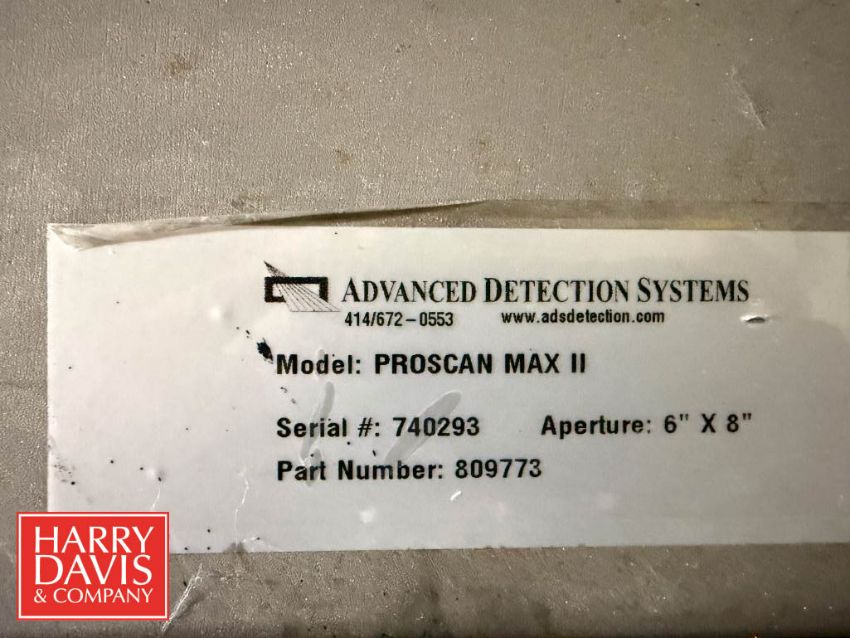 ADVANCED DETECTION SYSTEMS
414/672-0553 www.adsdetection.com
Model: PROSCAN MAX II
Serial #: 740293 Aperture: 6" X 8"
Part Number: 809773
HARRY
DAVIS
& COMPANY